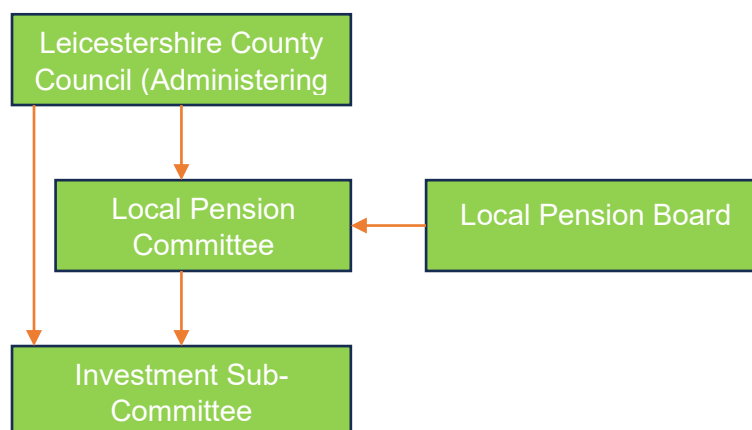 Leicestershire County
Council (Administering
Local Pension
Committee
Local Pension Board
Investment Sub-
Committee